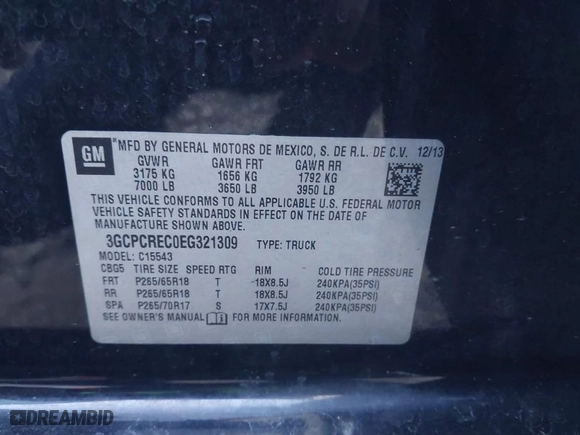 GM MFD BY GENERAL MOTORS DE MEXICO, S. DE R.L. DE C.V. 12/13
GVWR GAWR FRT GAWR RR
3175 KG 1656 KG 1792 KG
7000 LB 3650 LB 3950 LB
THIS VEHICLE CONFORMS TO ALL APPLICABLE U.S. FEDERAL MOTOR
VEHICLE SAFETY STANDARDS IN EFFECT ON THE DATE OF
MANUFACTURE SHOWN ABOVE.
3GCPCREC0EG321309 TYPE: TRUCK
MODEL: C15543
CBG5 TIRE SIZE SPEED RTG RIM COLD TIRE PRESSURE
FRT P265/65R18 T 18X8.5J 240KPA(35PSI)
RR P265/65R18 T 18X8.5J 240KPA(35PSI)
SPA P265/70R17 S 17X7.5J 240KPA(35PSI)
SEE OWNER'S MANUAL FOR MORE INFORMATION.
DREAMBID